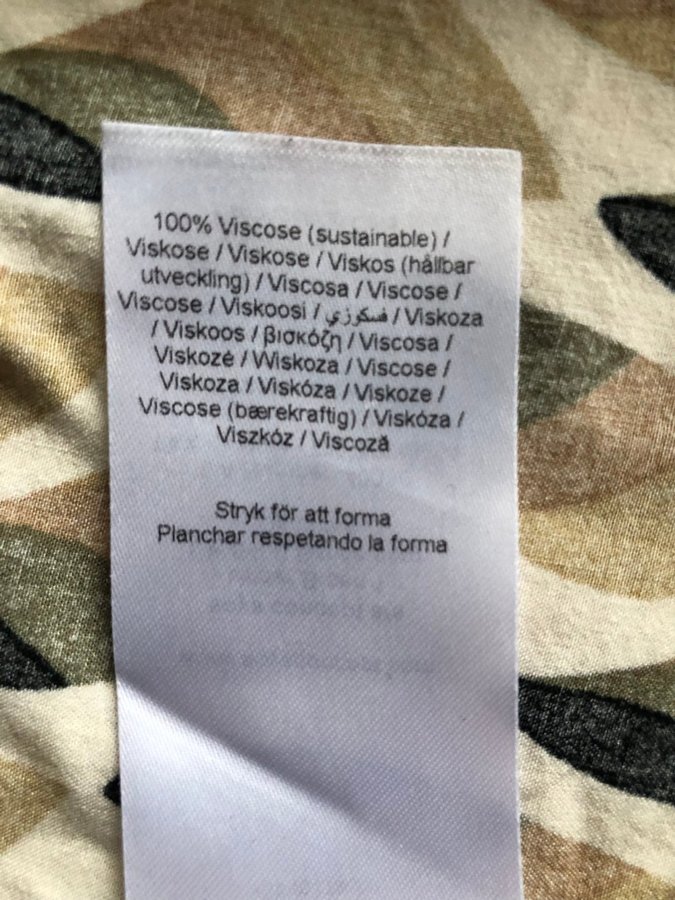 100% Viscose (sustainable) /
Viskose / Viskose / Viskos (hållbar
utveckling) / Viscosa / Viscose /
Viscose / Viskoosi / فسكوزي / Viskoza
/ Viskoos / βισκόζη / Viscosa /
Viskozė / Wiskoza / Viscose /
Viskoza / Viskóza / Viskoze /
Viscose (bærekraftig) / Viskóza /
Viszkóz / Viscoză
Stryk för att forma
Planchar respetando la forma